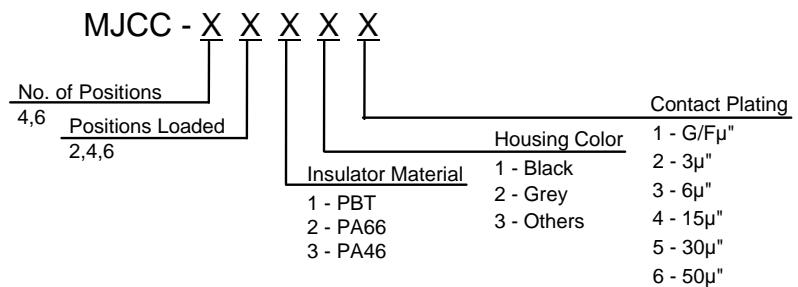 MJCC - X X X X X
No. of Positions
4,6
Positions Loaded
2,4,6
Insulator Material
1 - PBT
2 - PA66
3 - PA46
Housing Color
1 - Black
2 - Grey
3 - Others
Contact Plating
1 - G/Fµ"
2 - 3µ"
3 - 6µ"
4 - 15µ"
5 - 30µ"
6 - 50µ"